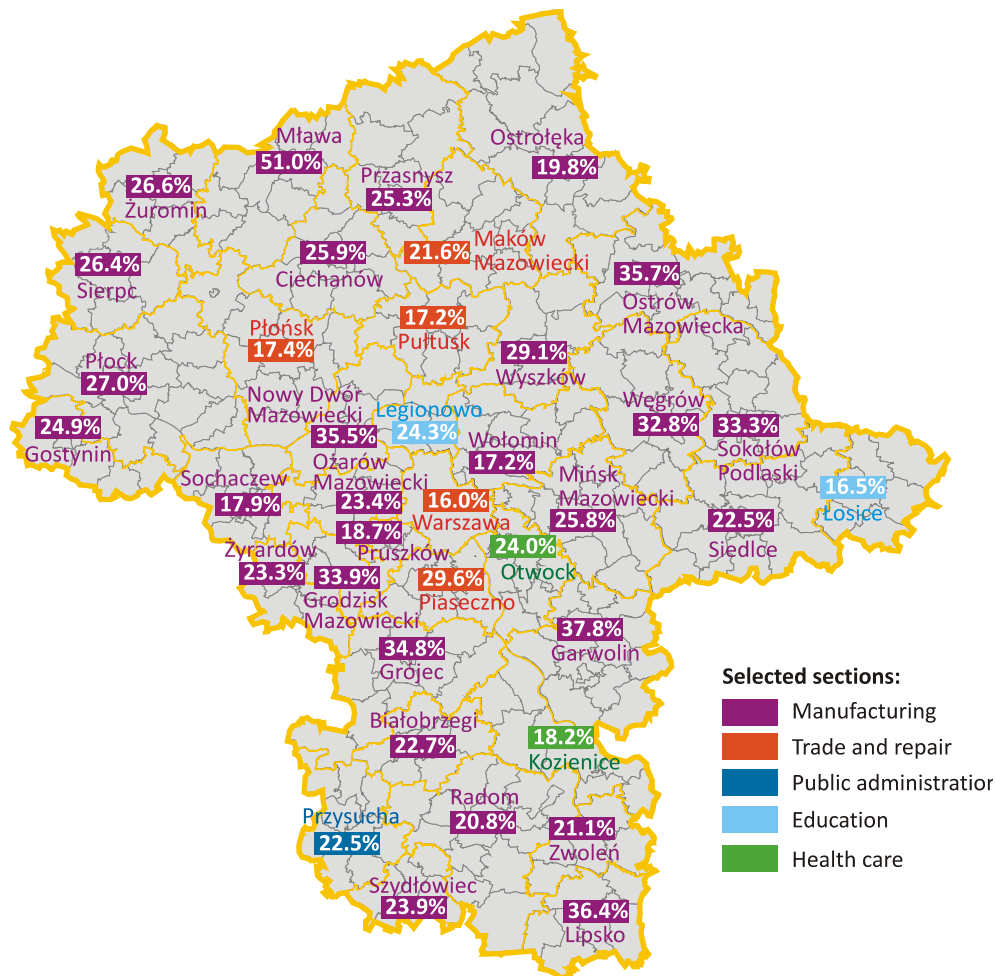 Mława
51.0%
Ostrołęka
19.8%
Przasnysz
25.3%
26.6%
Żuromin
26.4%
Sierpc
25.9%
Ciechanów
21.6%
Maków
Mazowiecki
35.7%
Ostrów
Mazowiecka
Płońsk
17.4%
17.2%
Pułtusk
29.1%
Wyszków
Płock
27.0%
24.9%
Gostynin
Nowy Dwór
Mazowiecki
35.5%
Legionowo
24.3%
Wołomin
17.2%
Węgrów
32.8%
33.3%
Sokołów
Podlaski
16.5%
Łosice
Sochaczew
17.9%
Ożarów
Mazowiecki
23.4%
16.0%
Warszawa
Mińsk
Mazowiecki
25.8%
22.5%
Siedlce
18.7%
Pruszków
24.0%
Otwock
Żyrardów
23.3%
33.9%
Grodzisk
Mazowiecki
29.6%
Piaseczno
34.8%
Grójec
37.8%
Garwolin
Białobrzegi
22.7%
18.2%
Kozienice
Przysucha
22.5%
Radom
20.8%
21.1%
Zwoleń
Szydłowiec
23.9%
36.4%
Lipsko
Selected sections:
Manufacturing
Trade and repair
Public administration
Education
Health care